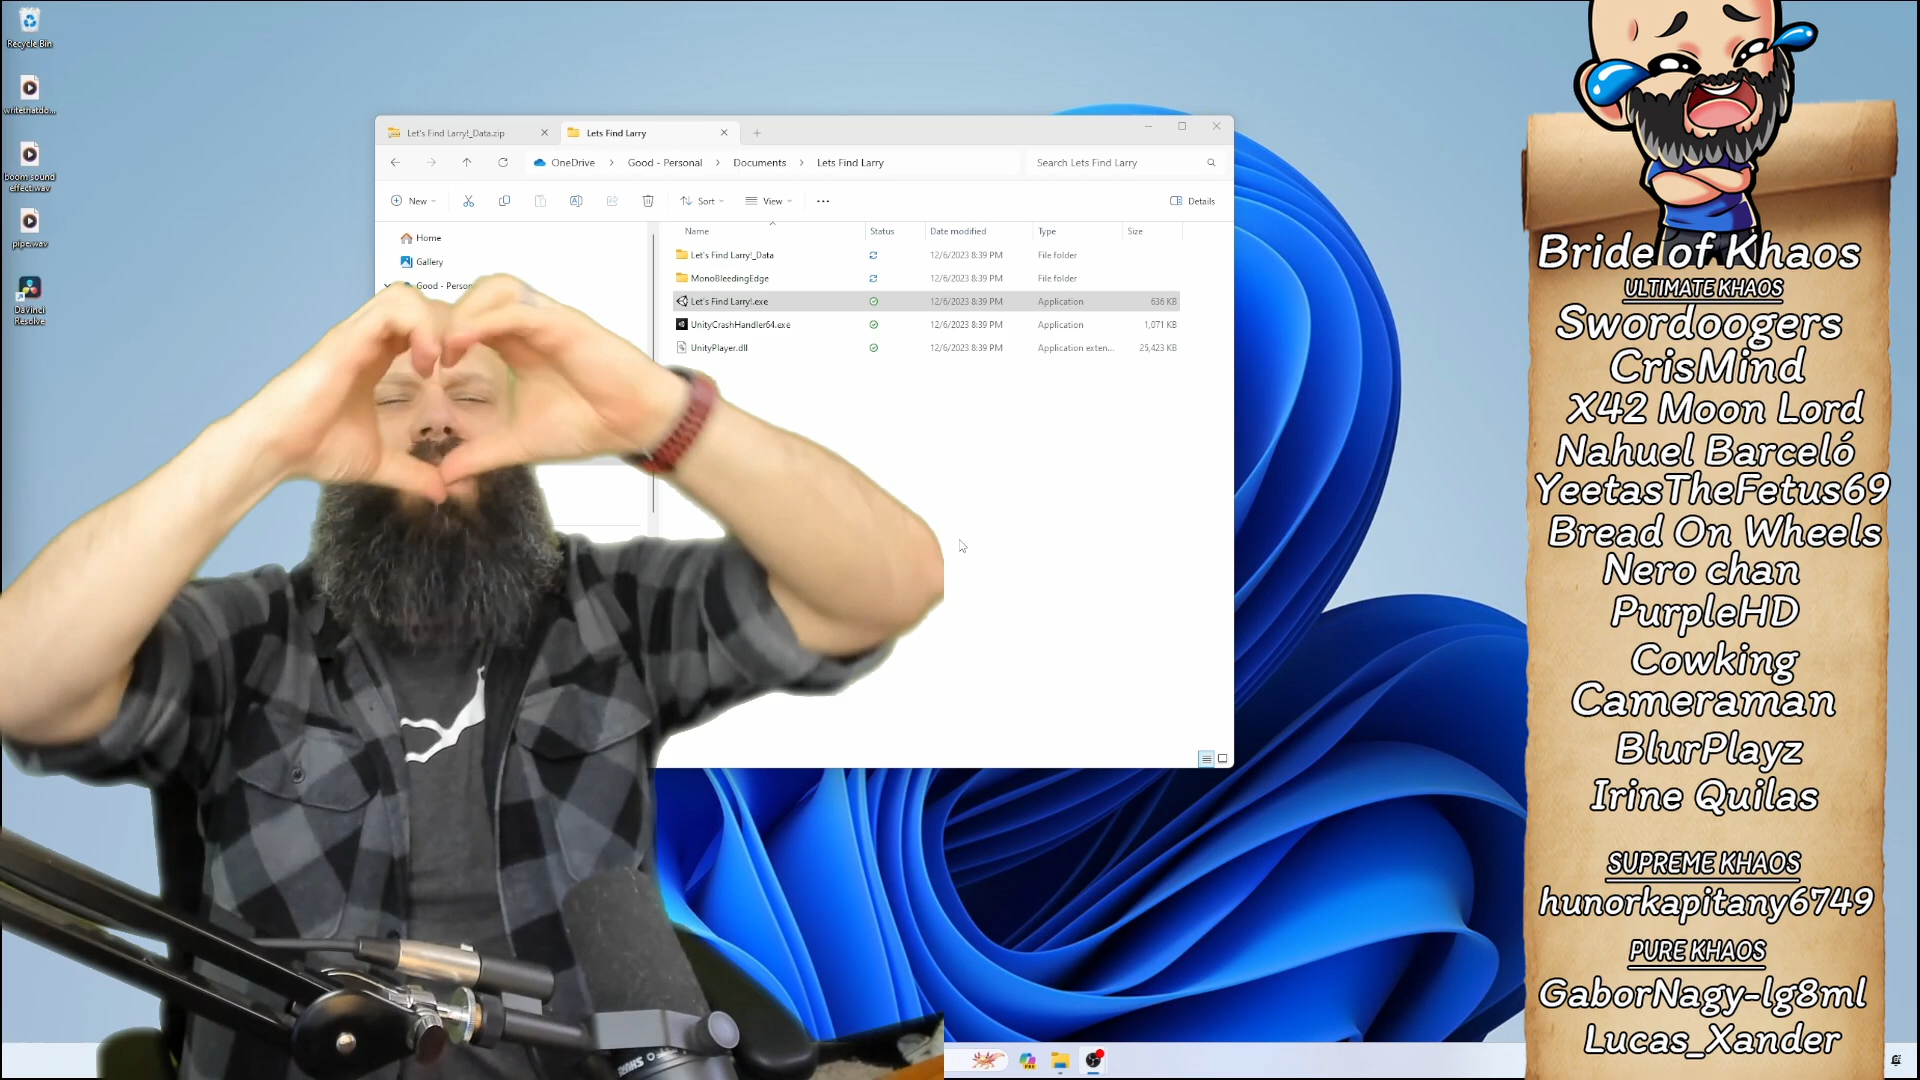 Recycle Bin
writethatdo...
boom sound
effect.wav
pipe.wav
DaVinci
Resolve
Let's Find Larry!_Data.zip
Lets Find Larry
OneDrive > Good - Personal > Documents > Lets Find Larry
Search Lets Find Larry
New
Sort
View
Details
Home
Gallery
Good - Person
Name Status Date modified Type Size
Let's Find Larry!_Data 12/6/2023 8:39 PM File folder
MonoBleedingEdge 12/6/2023 8:39 PM File folder
Let's Find Larry!.exe 12/6/2023 8:39 PM Application 636 KB
UnityCrashHandler64.exe 12/6/2023 8:39 PM Application 1,071 KB
UnityPlayer.dll 12/6/2023 8:39 PM Application exten... 25,423 KB
Bride of Khaos
ULTIMATE KHAOS
Swordoogers
CrisMind
X42 Moon Lord
Nahuel Barceló
YeetasTheFetus69
Bread On Wheels
Nero chan
PurpleHD
Cowking
Cameraman
BlurPlayz
Irine Quilas
SUPREME KHAOS
hunorkapitany6749
PURE KHAOS
GaborNagy-lg8ml
Lucas_Xander
SHURE